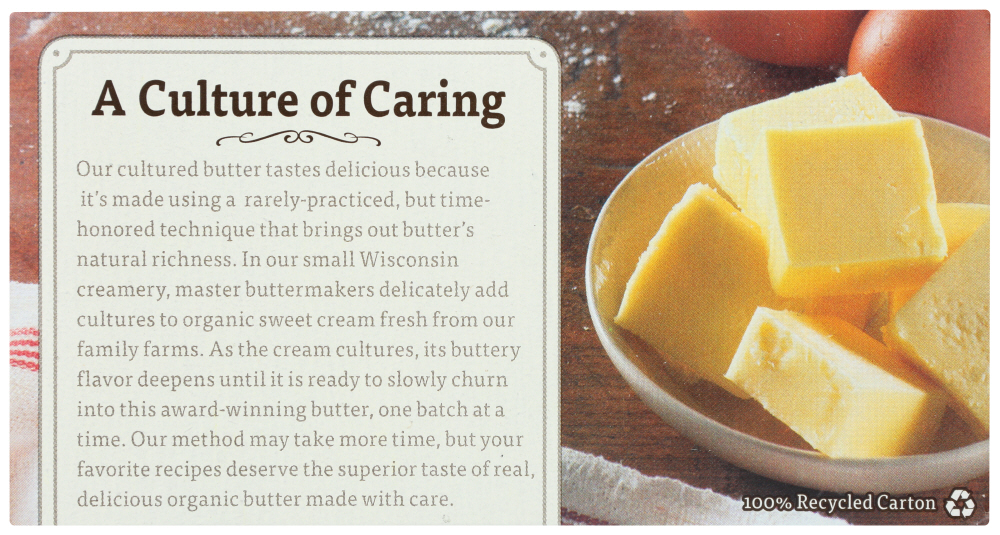 A Culture of Caring
Our cultured butter tastes delicious because
it's made using a rarely-practiced, but time-
honored technique that brings out butter's
natural richness. In our small Wisconsin
creamery, master buttermakers delicately add
cultures to organic sweet cream fresh from our
family farms. As the cream cultures, its buttery
flavor deepens until it is ready to slowly churn
into this award-winning butter, one batch at a
time. Our method may take more time, but your
favorite recipes deserve the superior taste of real,
delicious organic butter made with care.
100% Recycled Carton